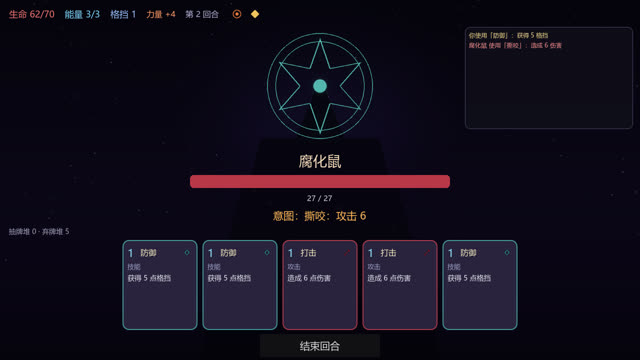 生命 62/70 能量 3/3 格挡 1 力量 +4 第 2 回合
你使用「防御」：获得 5 格挡
腐化鼠 使用「撕咬」：造成 6 伤害
腐化鼠
27 / 27
意图：撕咬：攻击 6
抽牌堆 0 · 弃牌堆 5
1 防御
技能
获得 5 点格挡
1 防御
技能
获得 5 点格挡
1 打击
攻击
造成 6 点伤害
1 打击
攻击
造成 6 点伤害
1 防御
技能
获得 5 点格挡
结束回合